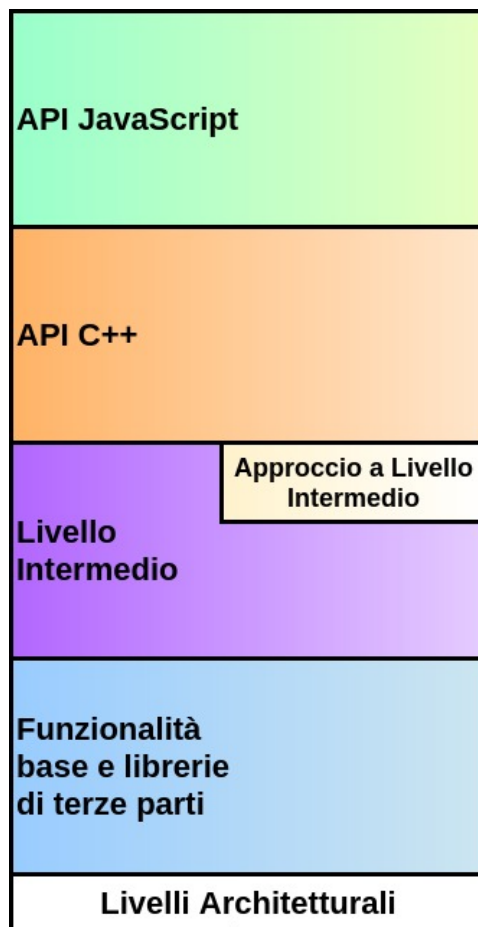 API JavaScript
API C++
Approccio a Livello
Intermedio
Livello
Intermedio
Funzionalità
base e librerie
di terze parti
Livelli Architetturali